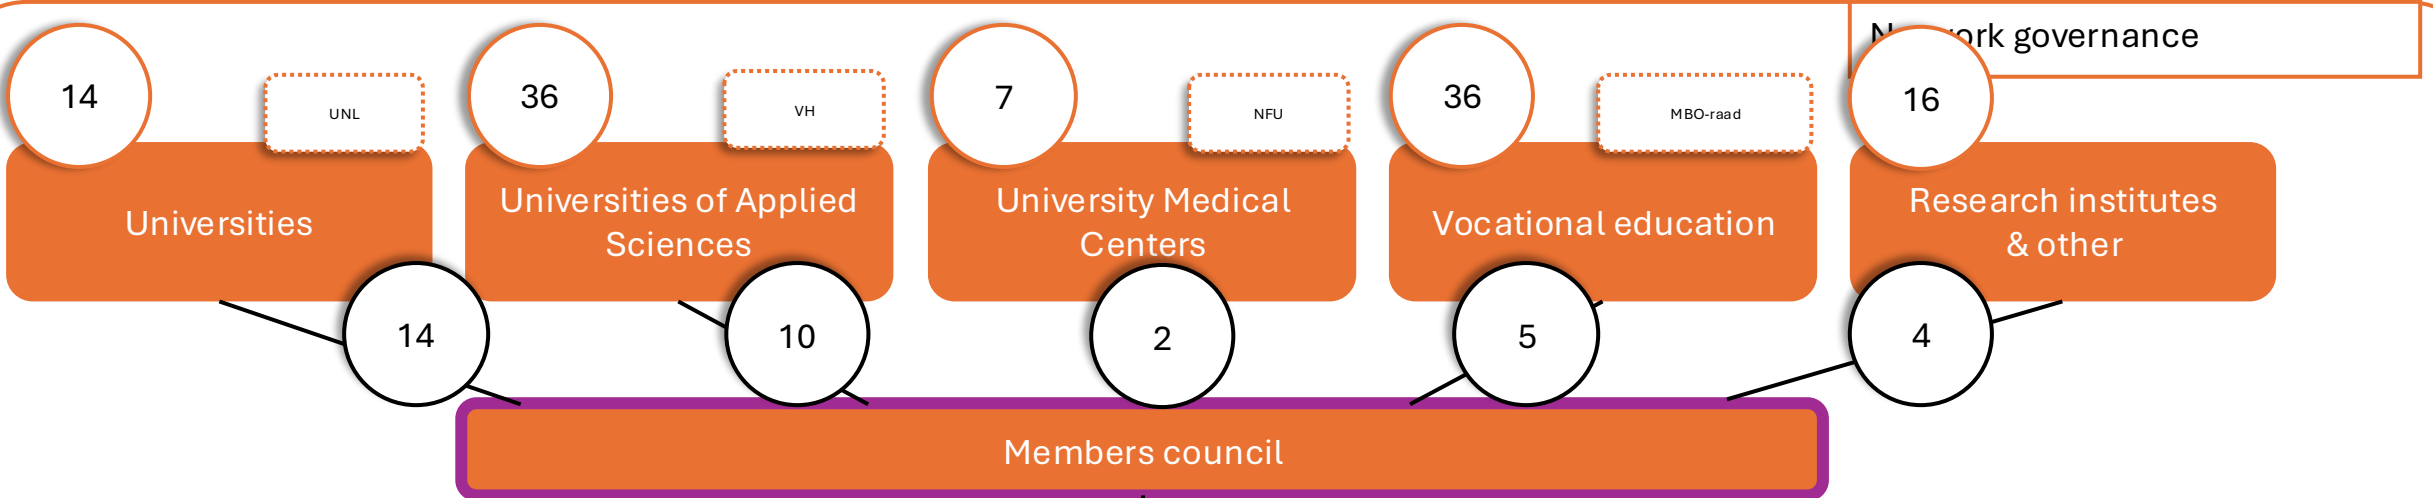 governance
14
UNL
36
VH
7
NFU
36
MBO-raad
16
Universities
Universities of Applied
Sciences
University Medical
Centers
Vocational education
Research institutes
& other
14
10
2
5
4
Members council